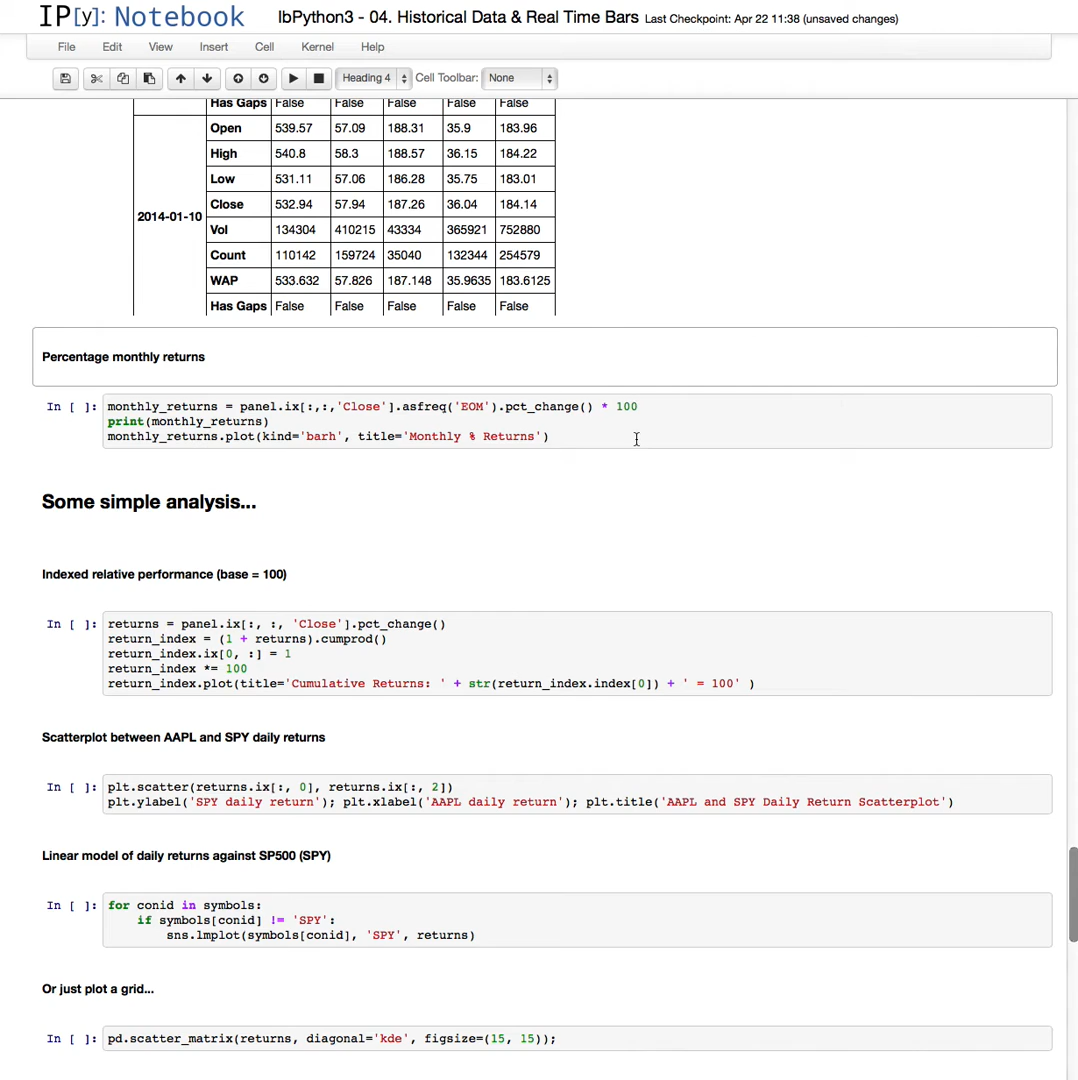 IP[y]: Notebook IbPython3 - 04. Historical Data & Real Time Bars Last Checkpoint: Apr 22 11:38 (unsaved changes)
File Edit View Insert Cell Kernel Help
Heading 4 Cell Toolbar: None
Has Gaps False False False False False
Open 539.57 57.09 188.31 35.9 183.96
High 540.8 58.3 188.57 36.15 184.22
Low 531.11 57.06 186.28 35.75 183.01
Close 532.94 57.94 187.26 36.04 184.14
2014-01-10
Vol 134304 410215 43334 365921 752880
Count 110142 159724 35040 132344 254579
WAP 533.632 57.826 187.148 35.9635 183.6125
Has Gaps False False False False False
Percentage monthly returns
In [ ]: monthly_returns = panel.ix[:,:,'Close'].asfreq('EOM').pct_change() * 100
print(monthly_returns)
monthly_returns.plot(kind='barh', title='Monthly % Returns')
Some simple analysis...
Indexed relative performance (base = 100)
In [ ]: returns = panel.ix[:, :, 'Close'].pct_change()
return_index = (1 + returns).cumprod()
return_index.ix[0, :] = 1
return_index *= 100
return_index.plot(title='Cumulative Returns: ' + str(return_index.index[0]) + ' = 100' )
Scatterplot between AAPL and SPY daily returns
In [ ]: plt.scatter(returns.ix[:, 0], returns.ix[:, 2])
plt.ylabel('SPY daily return'); plt.xlabel('AAPL daily return'); plt.title('AAPL and SPY Daily Return Scatterplot')
Linear model of daily returns against SP500 (SPY)
In [ ]: for conid in symbols:
if symbols[conid] != 'SPY':
sns.lmplot(symbols[conid], 'SPY', returns)
Or just plot a grid...
In [ ]: pd.scatter_matrix(returns, diagonal='kde', figsize=(15, 15));